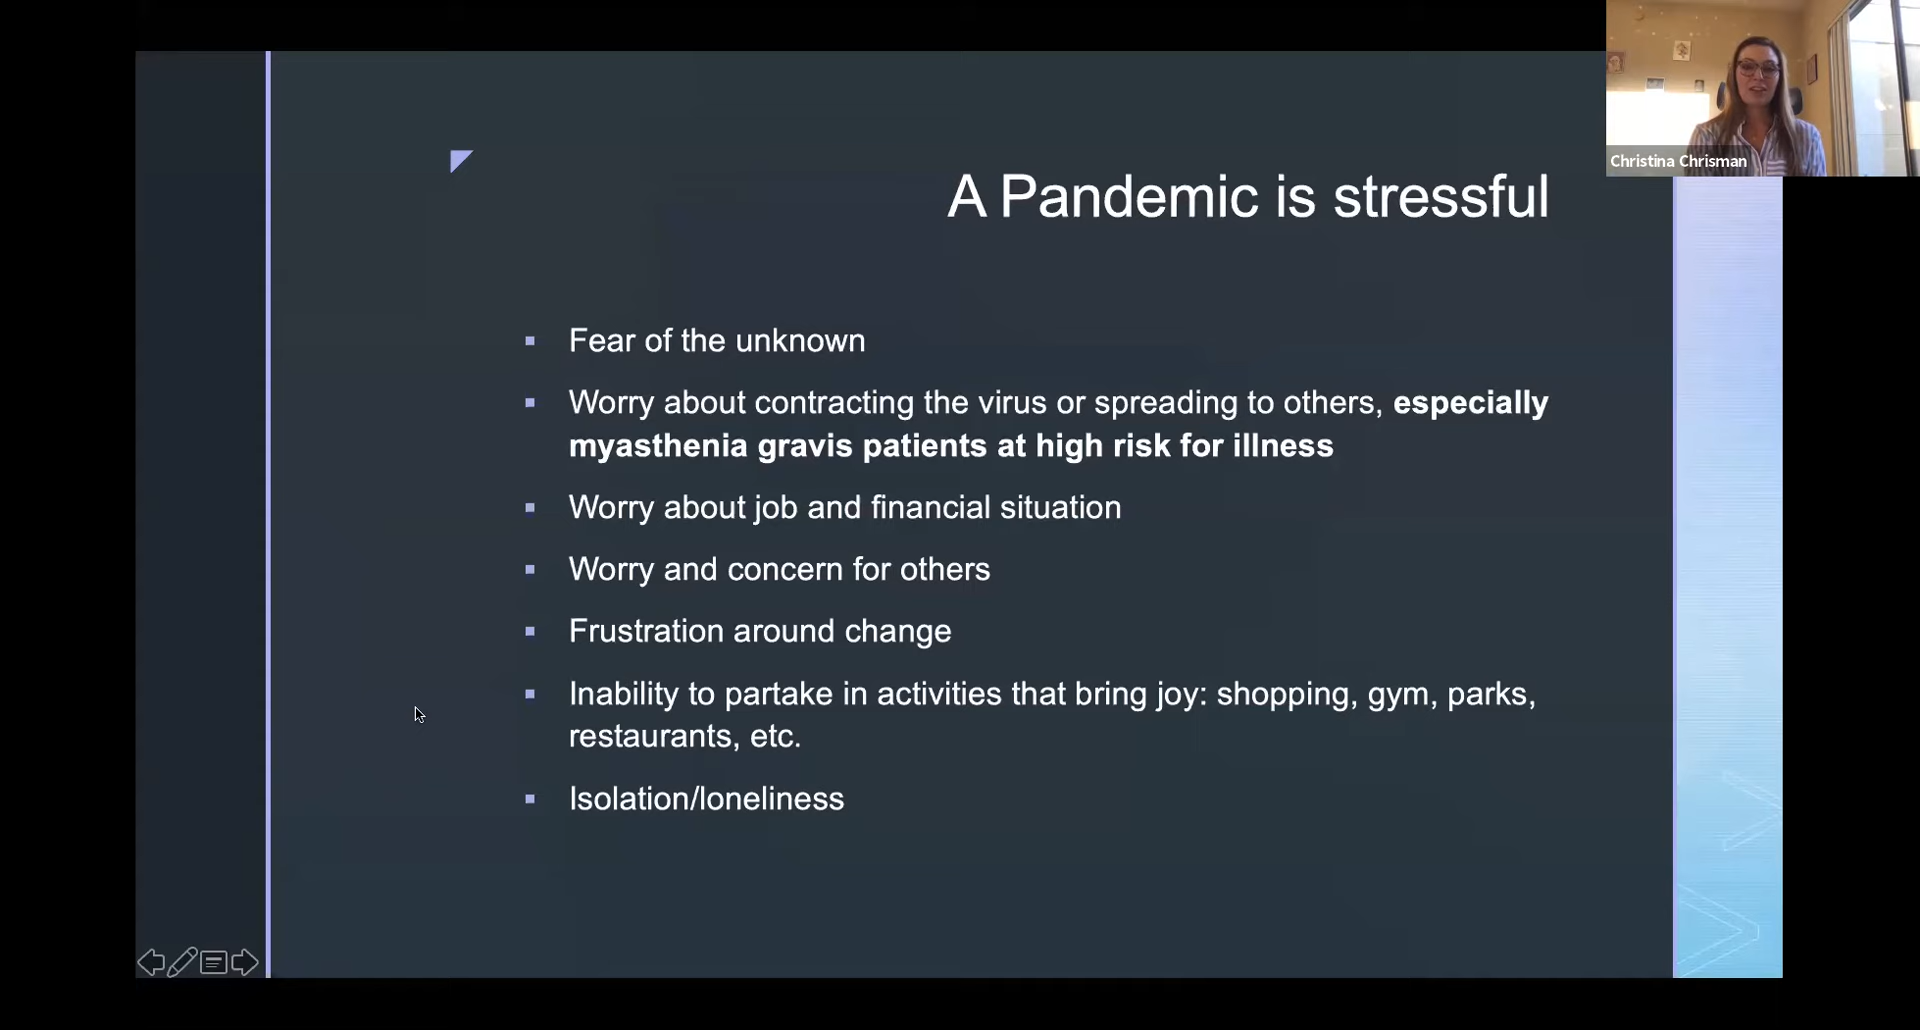 Christina Chrisman
A Pandemic is stressful
Fear of the unknown
Worry about contracting the virus or spreading to others, especially
myasthenia gravis patients at high risk for illness
Worry about job and financial situation
Worry and concern for others
Frustration around change
Inability to partake in activities that bring joy: shopping, gym, parks,
restaurants, etc.
Isolation/loneliness